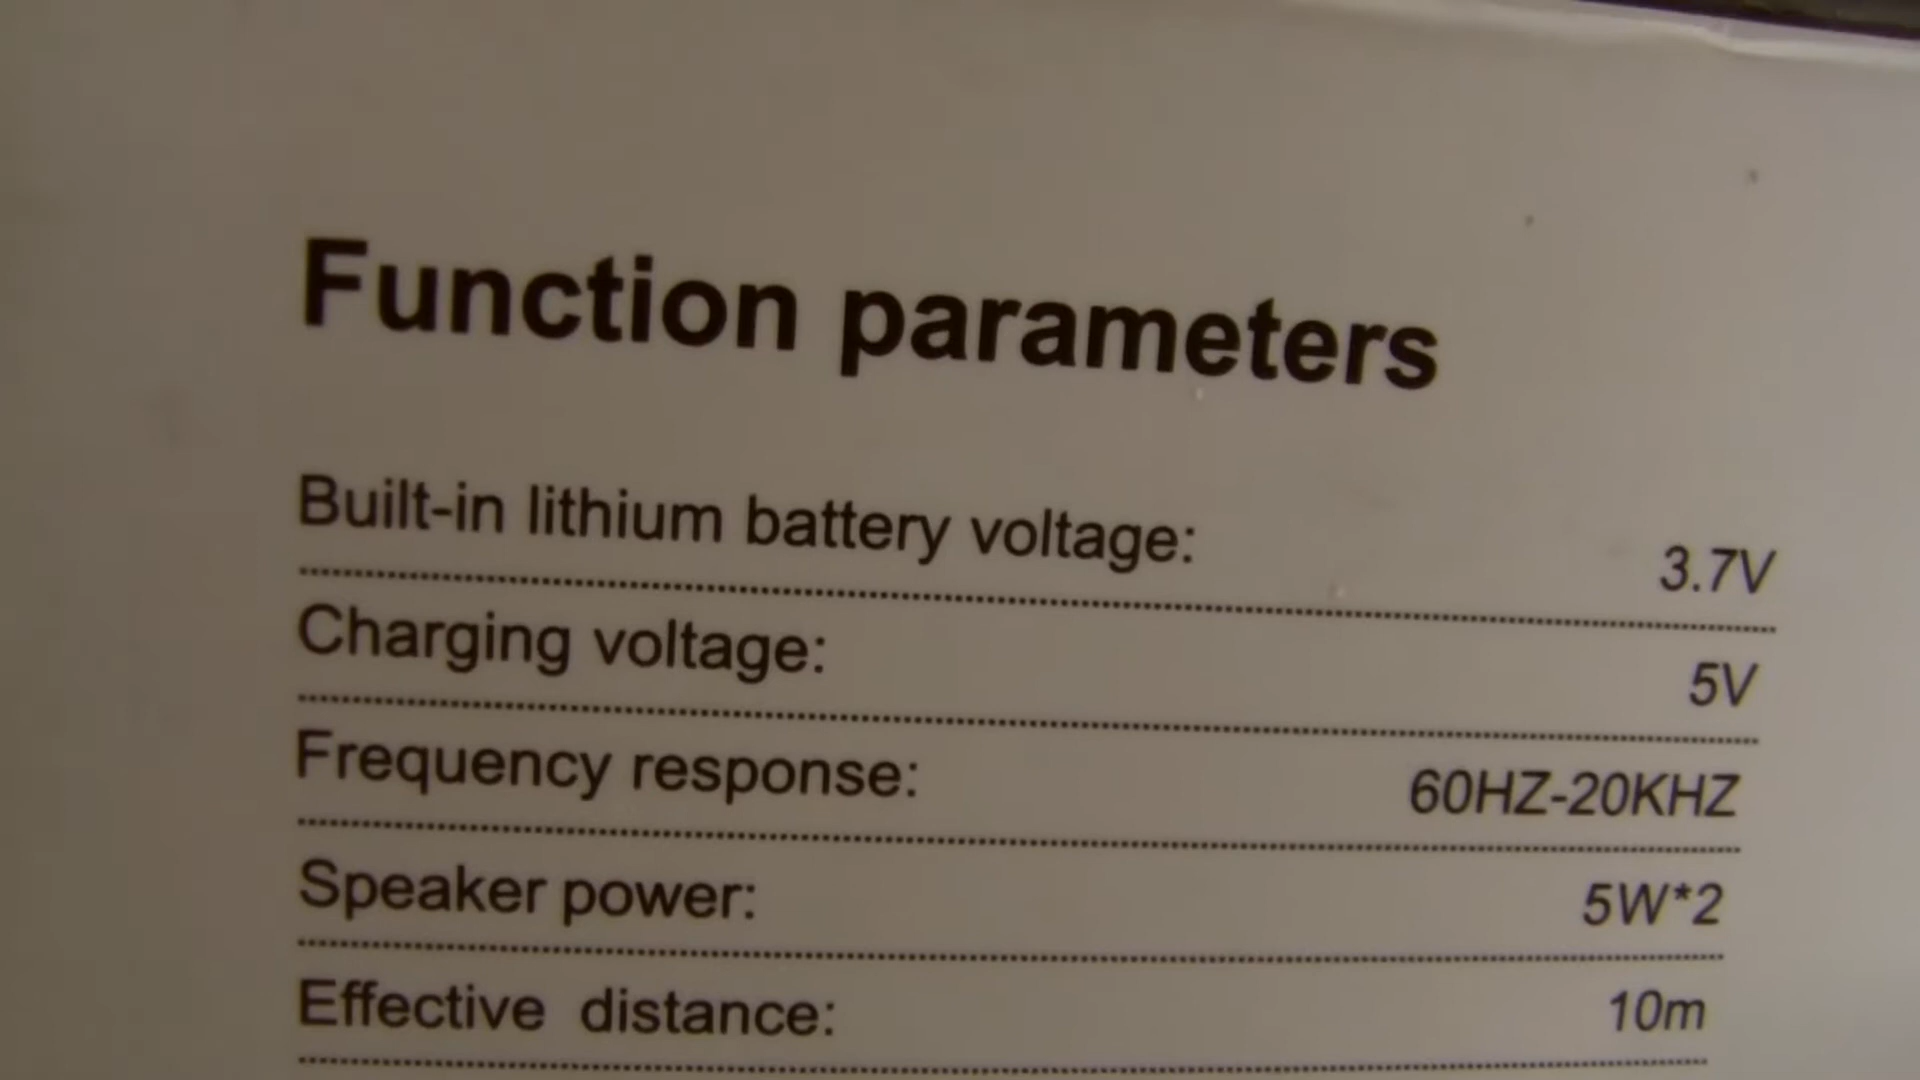 Function parameters
Built-in lithium battery voltage: 3.7V
Charging voltage: 5V
Frequency response: 60HZ-20KHZ
Speaker power: 5W*2
Effective distance: 10m